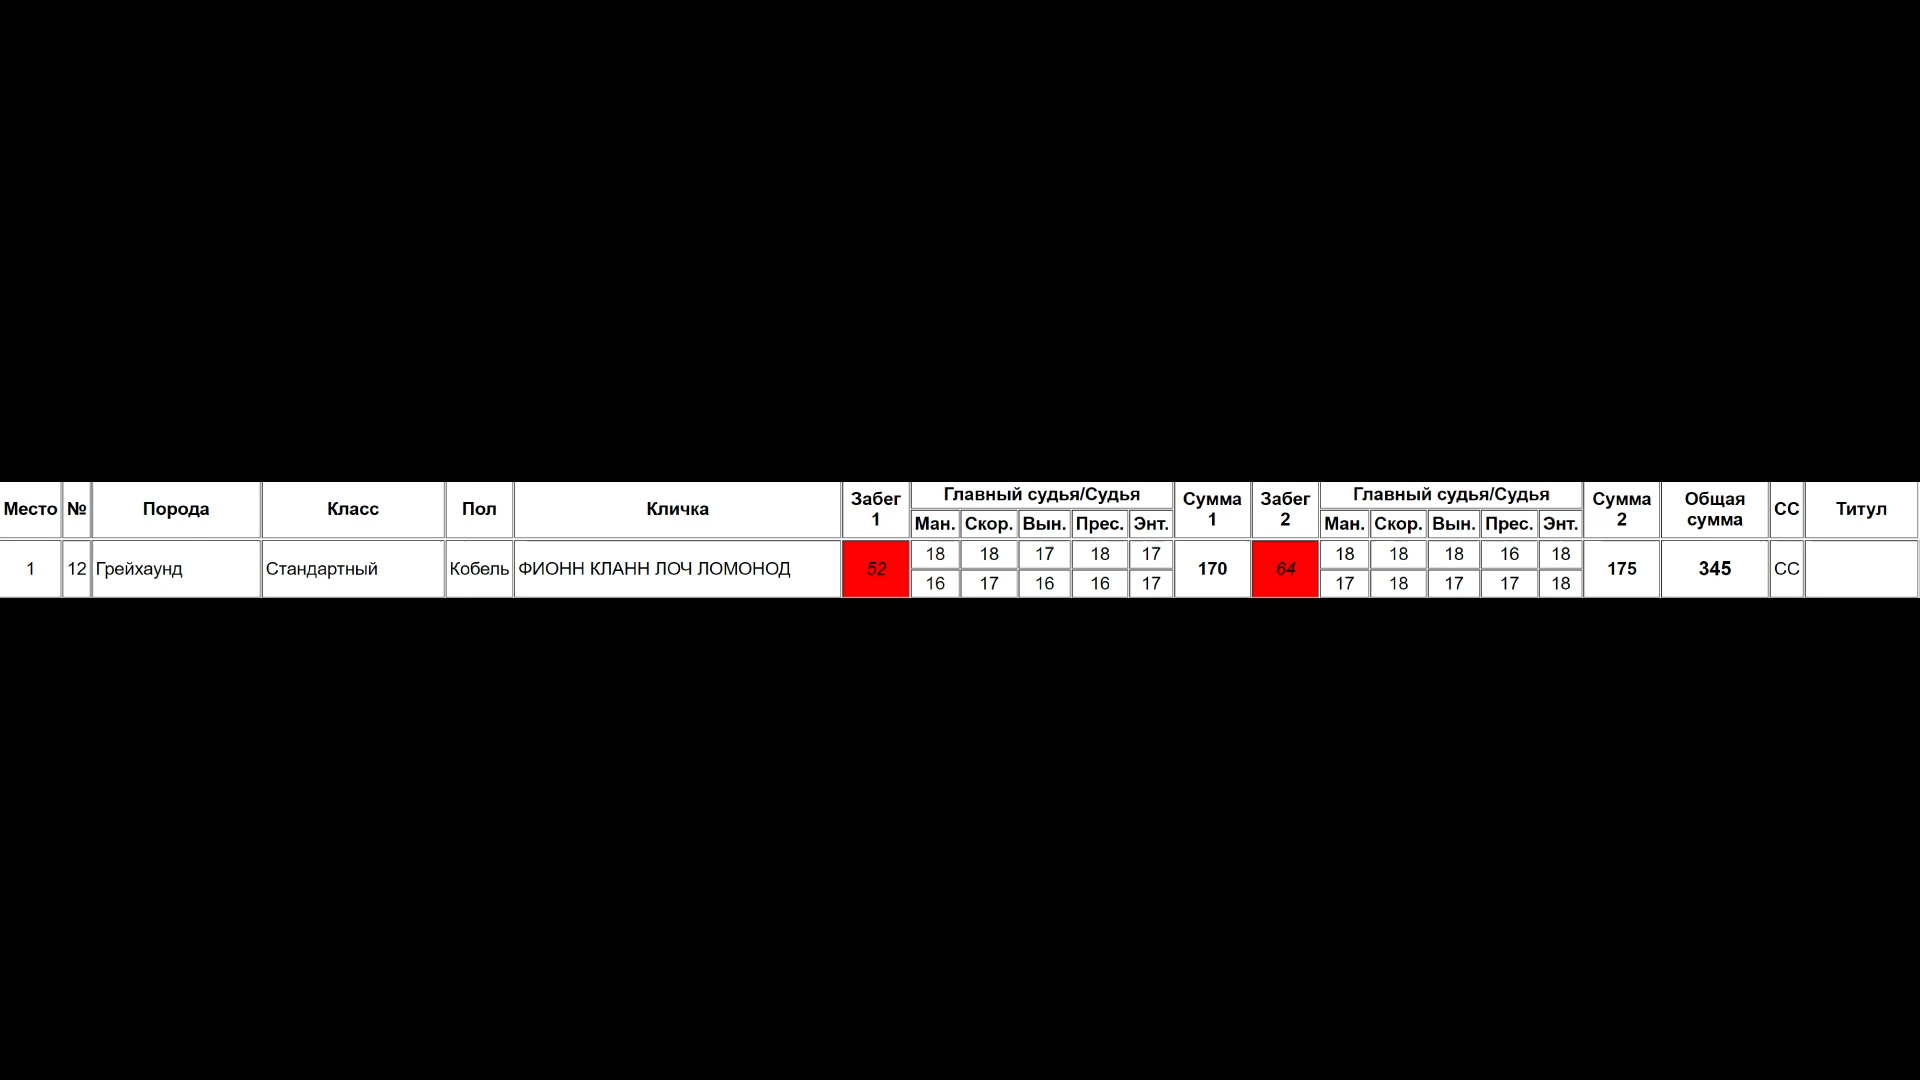 Место № Порода Класс Пол Кличка Забег 1 Главный судья/Судья Сумма 1 Забег 2 Главный судья/Судья Сумма 2 Общая сумма СС Титул
Ман. Скор. Вын. Прес. Энт. Ман. Скор. Вын. Прес. Энт.
1 12 Грейхаунд Стандартный Кобель ФИОНН КЛАНН ЛОЧ ЛОМОНОД 52 18 18 17 18 17 170 64 18 18 18 16 18 175 345 СС
16 17 16 16 17 17 18 17 17 18